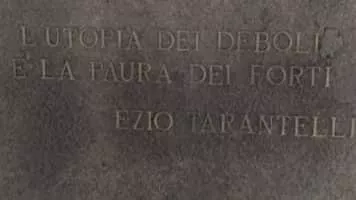 L'UTOPIA DEI DEBOLI
E LA PAURA DEI FORTI
EZIO TARANTELLI